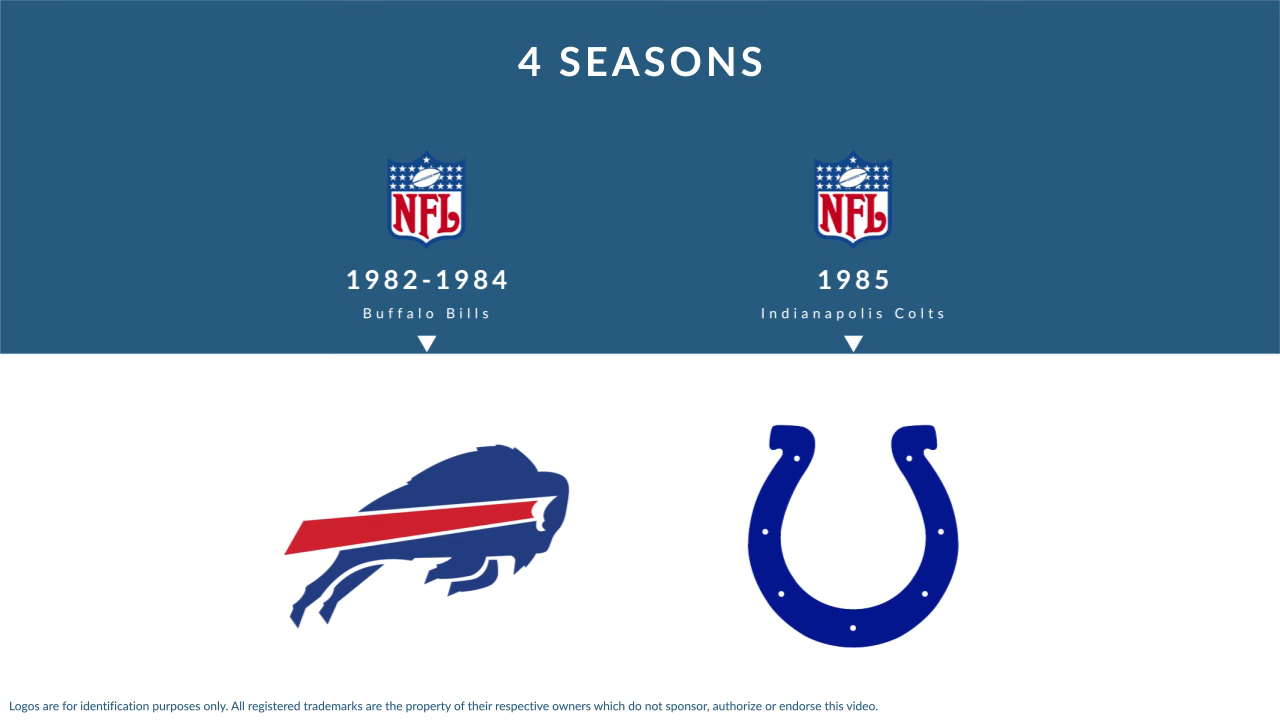 4 SEASONS
NFL
NFL
1982-1984
1985
Buffalo Bills
Indianapolis Colts
Logos are for identification purposes only. All registered trademarks are the property of their respective owners which do not sponsor, authorize or endorse this video.